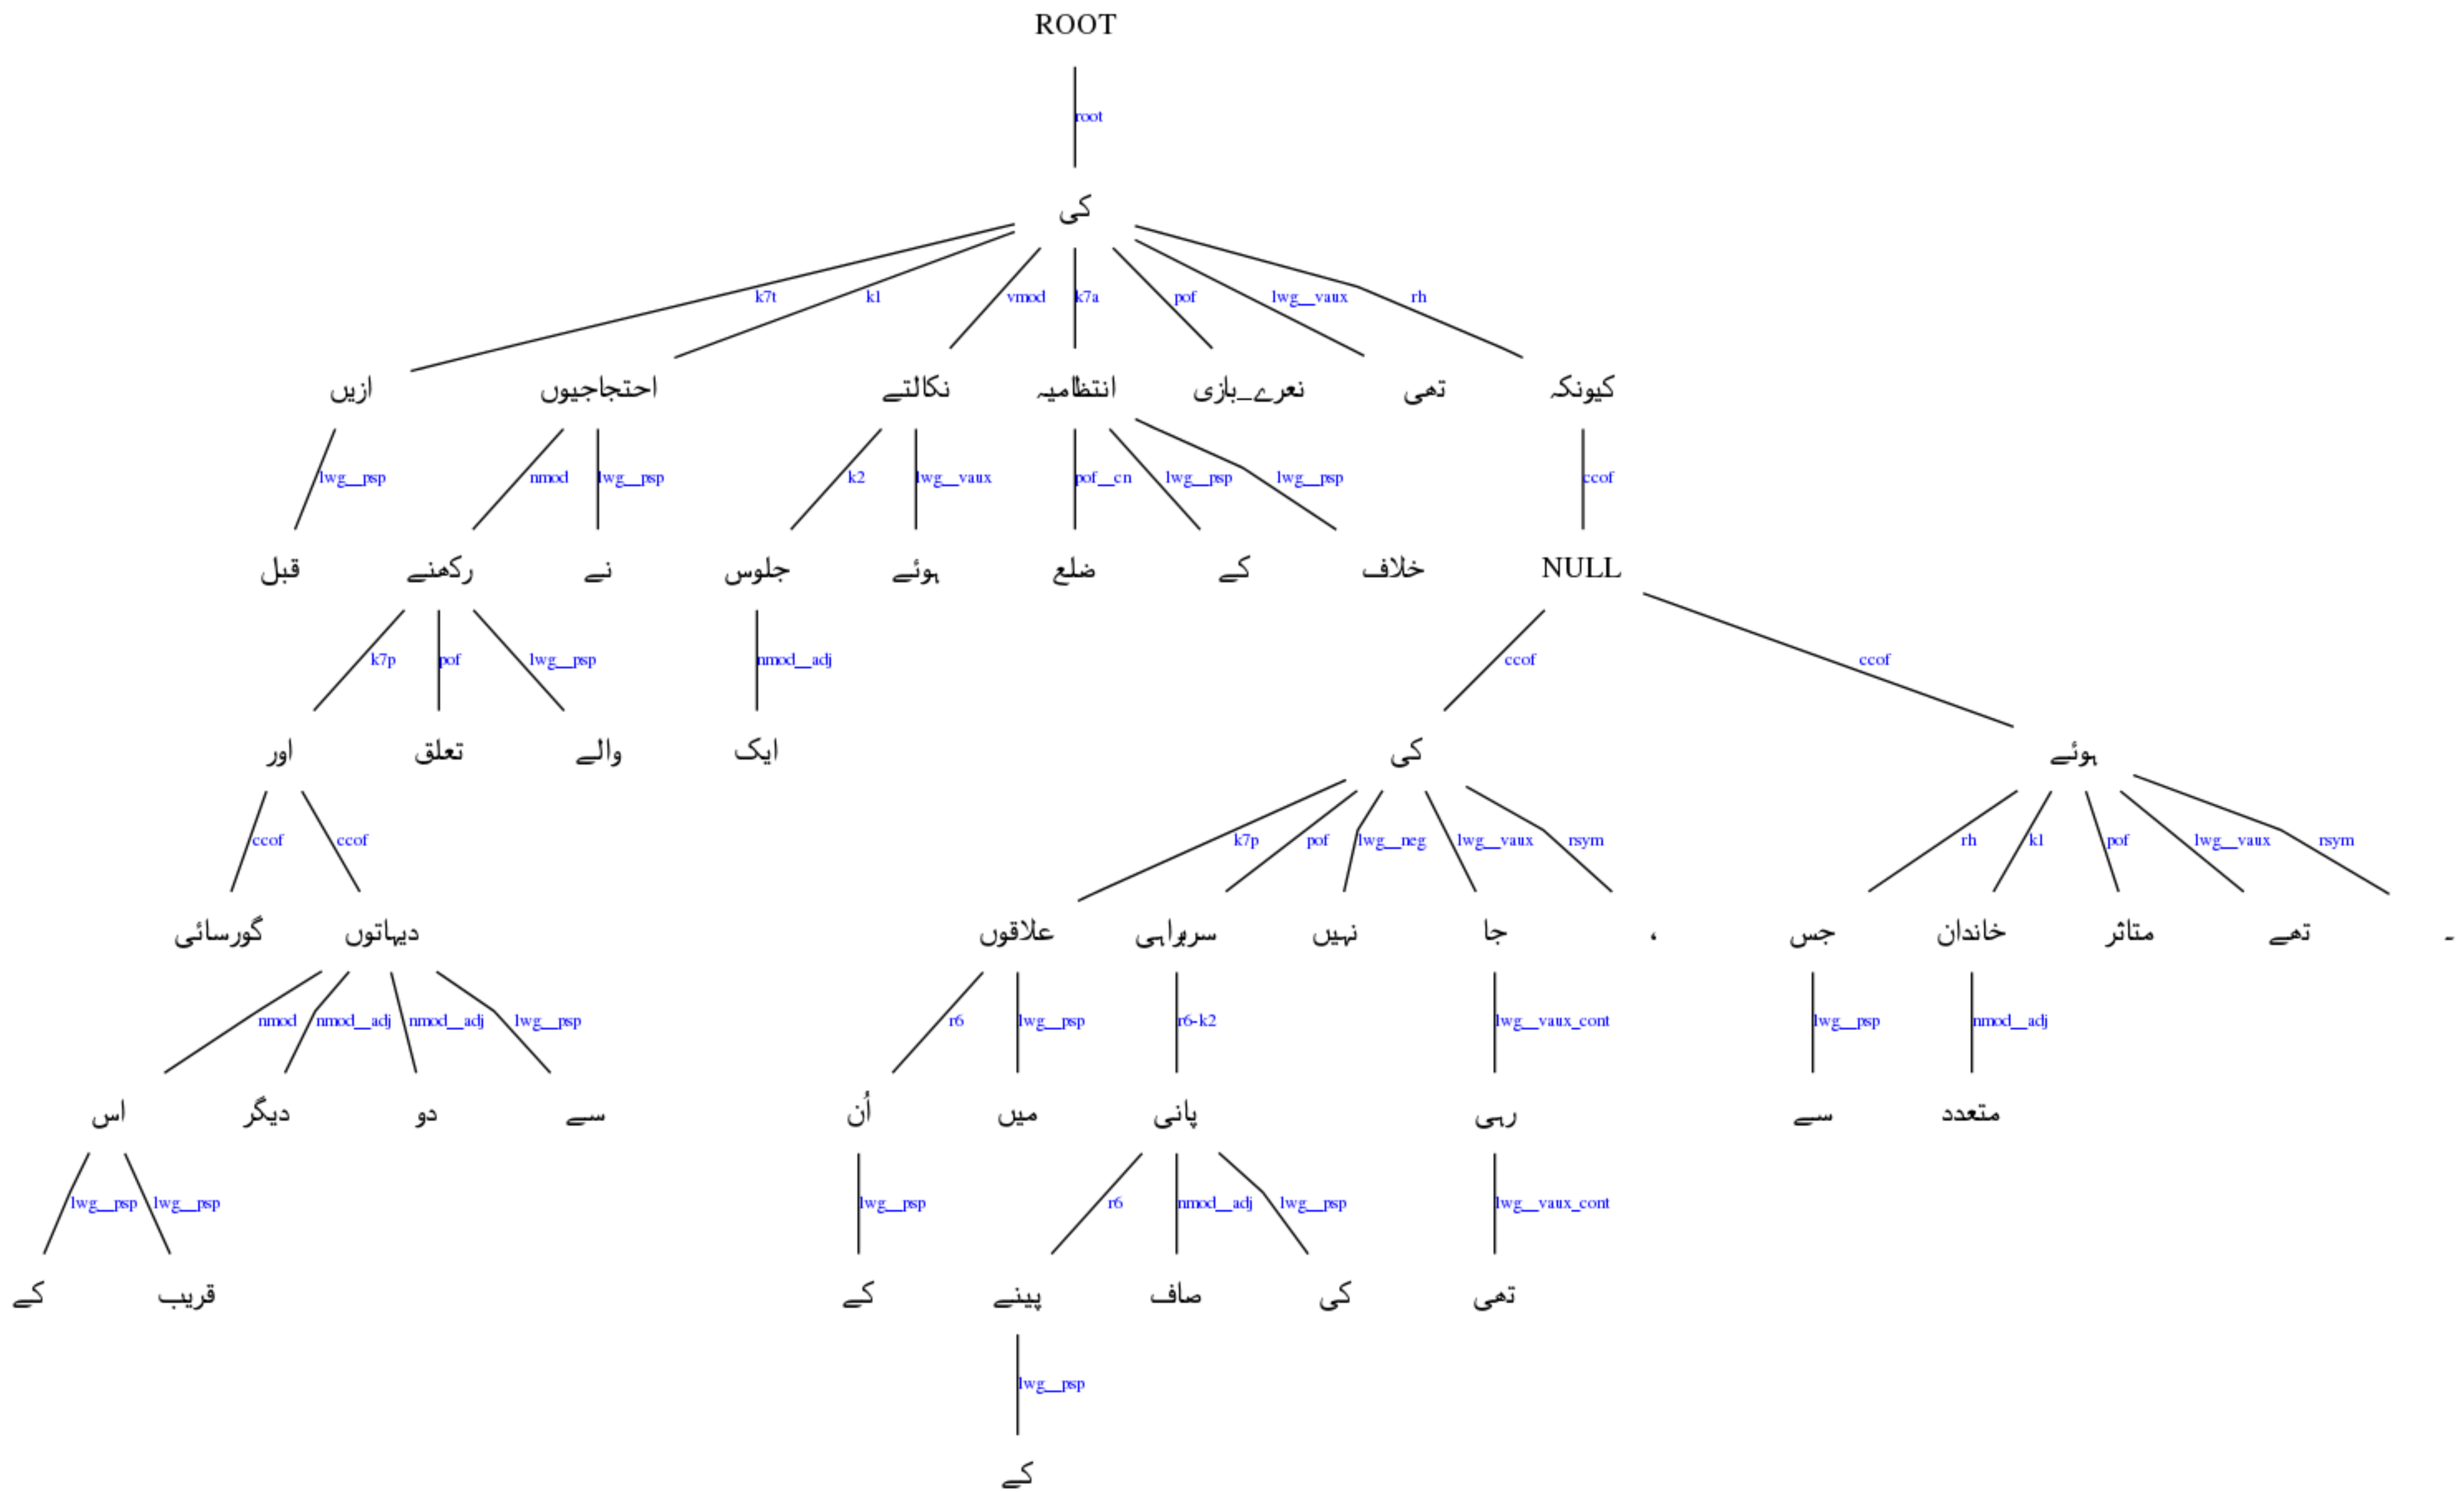 ROOT
root
کی
k7t k1 vmod k7a pof lwg__vaux rh
ازیں احتجاجیوں نکالتے انتظامیہ نعرے_بازی تھی کیونکہ
lwg__psp nmod lwg__psp k2 lwg__vaux pof__cn lwg__psp lwg__psp ccof
قبل رکھنے نے جلوس ہوئے ضلع کے خلاف NULL
k7p pof lwg__psp nmod__adj ccof ccof
اور تعلق والے ایک کی ہوئے
ccof ccof k7p pof lwg__neg lwg__vaux rsym rh k1 pof lwg__vaux rsym
گورسائی دیہاتوں علاقوں سربراہی نہیں جا ، جس خاندان متاثر تھے ۔
nmod nmod__adj nmod__adj lwg__psp r6 lwg__psp r6-k2 lwg__vaux_cont lwg__psp nmod__adj
اس دیگر دو سے اُن میں پانی رہی سے متعدد
lwg__psp lwg__psp lwg__psp r6 nmod__adj lwg__psp lwg__vaux_cont
کے قریب کے پینے صاف کی تھی
lwg__psp
کے